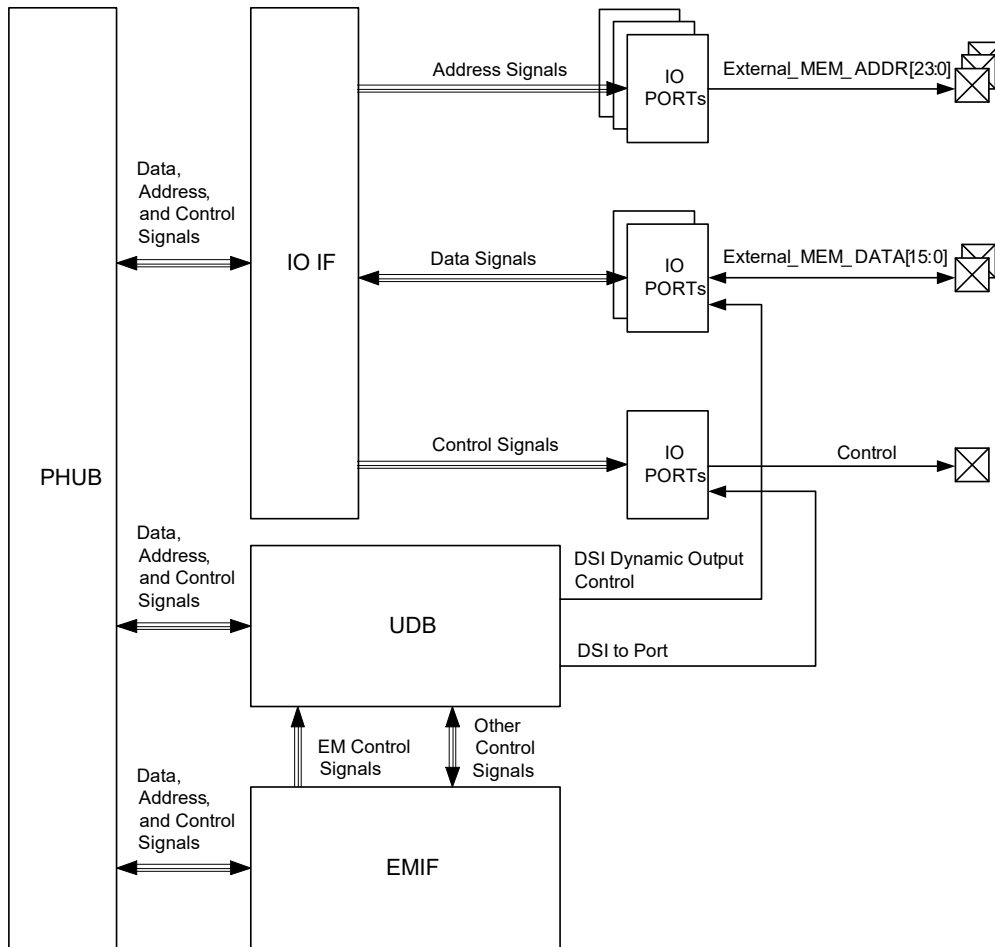 Address Signals
IO
PORTs
External_MEM_ ADDR[23:0]
Data,
Address,
and Control
Signals
IO IF
Data Signals
IO
PORTs
External_MEM_DATA[15:0]
Control Signals
IO
PORTs
Control
PHUB
Data,
Address,
and Control
Signals
UDB
DSI Dynamic Output
Control
DSI to Port
EM Control
Signals
Other
Control
Signals
Data,
Address,
and Control
Signals
EMIF